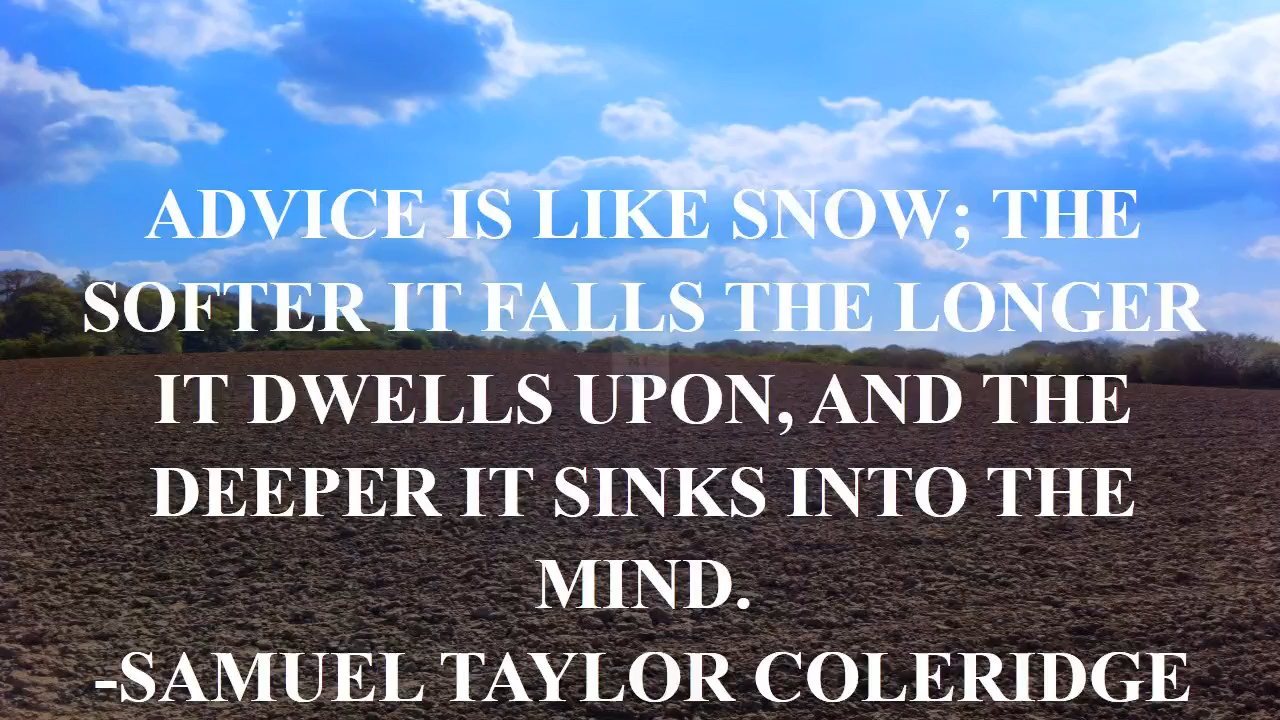 ADVICE IS LIKE SNOW; THE
SOFTER IT FALLS THE LONGER
IT DWELLS UPON, AND THE
DEEPER IT SINKS INTO THE
MIND.
-SAMUEL TAYLOR COLERIDGE